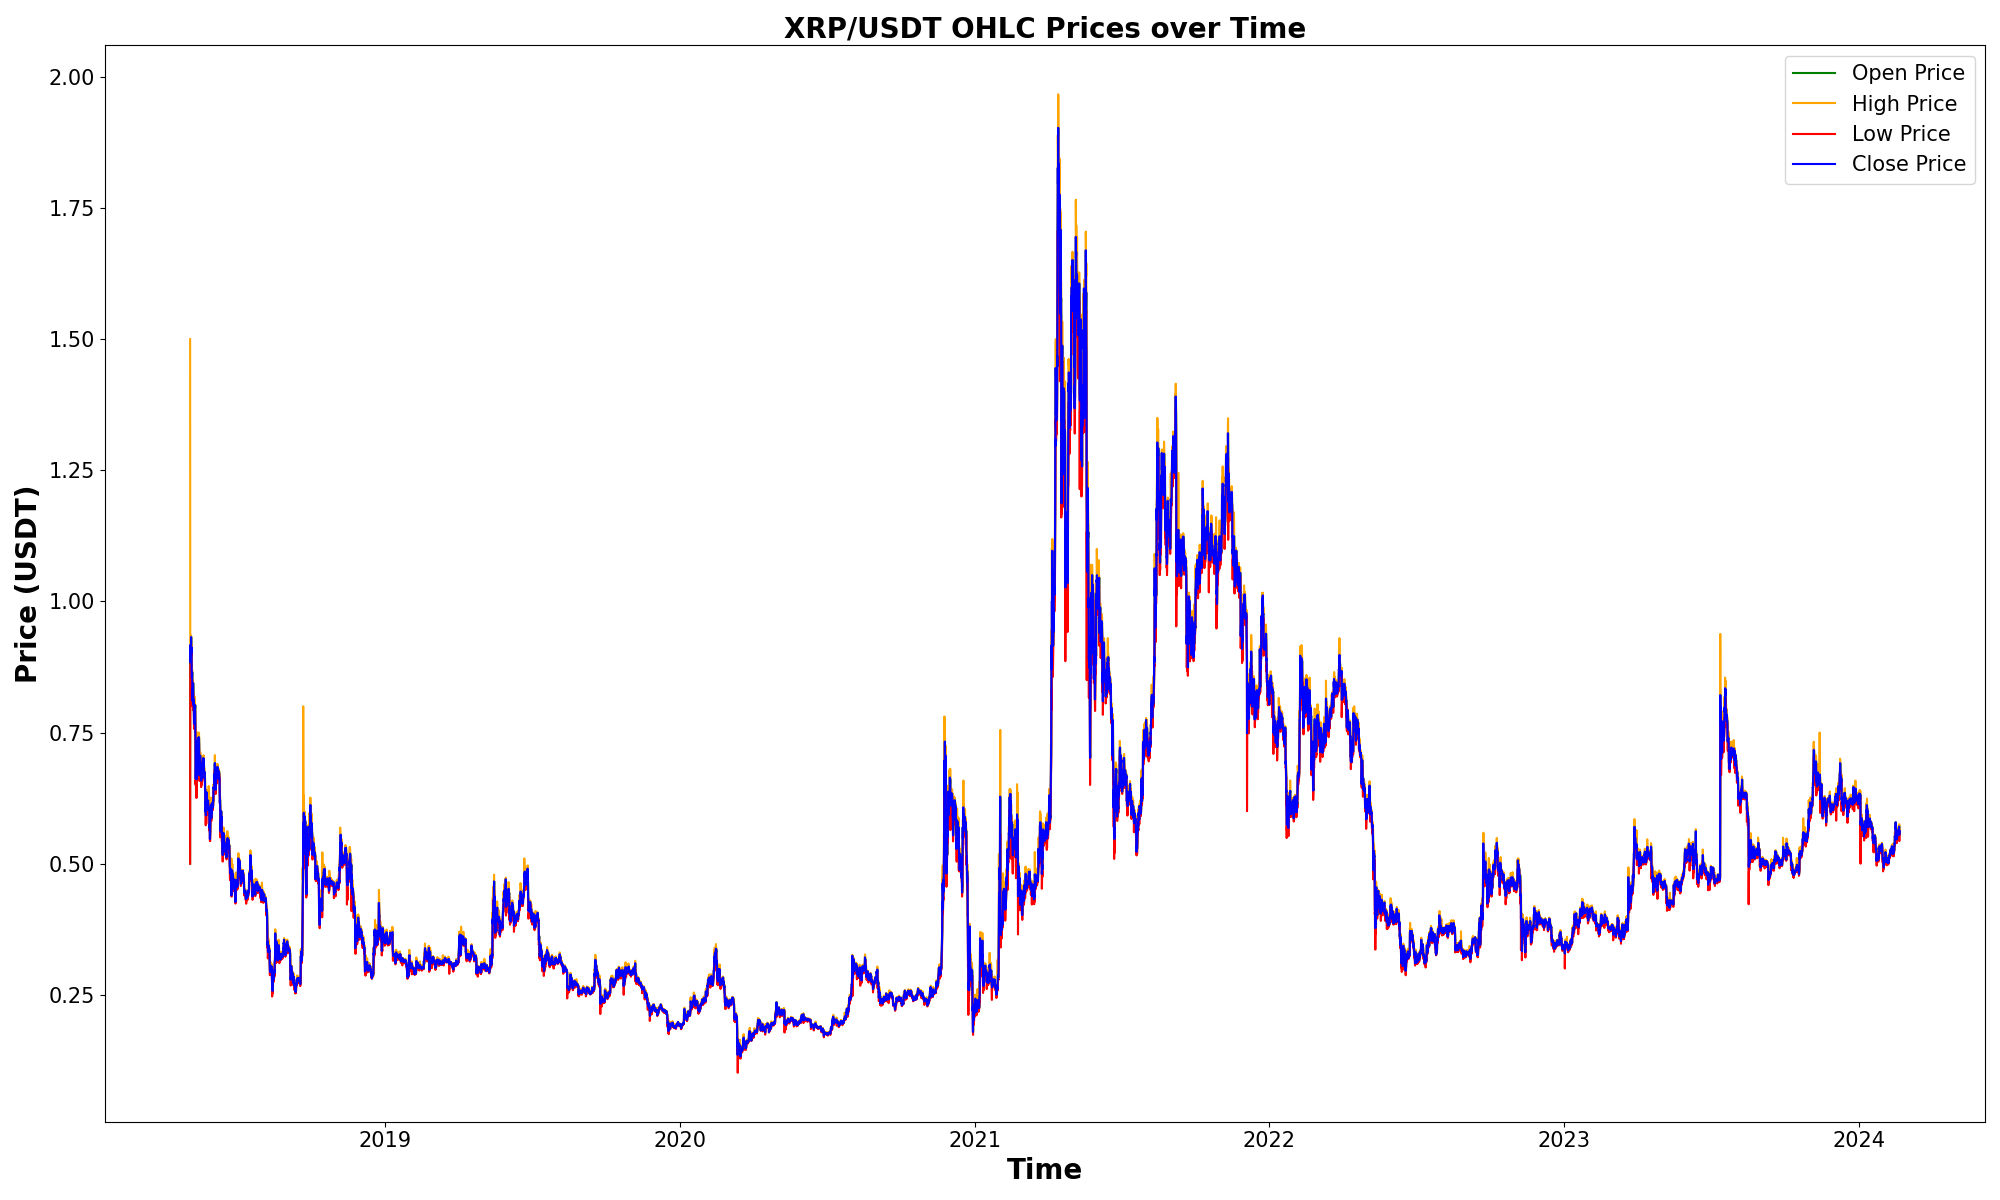 XRP/USDT OHLC Prices over Time
Open Price
High Price
Low Price
Close Price
Price (USDT)
2.00
1.75
1.50
1.25
1.00
0.75
0.50
0.25
2019
2020
2021
2022
2023
2024
Time